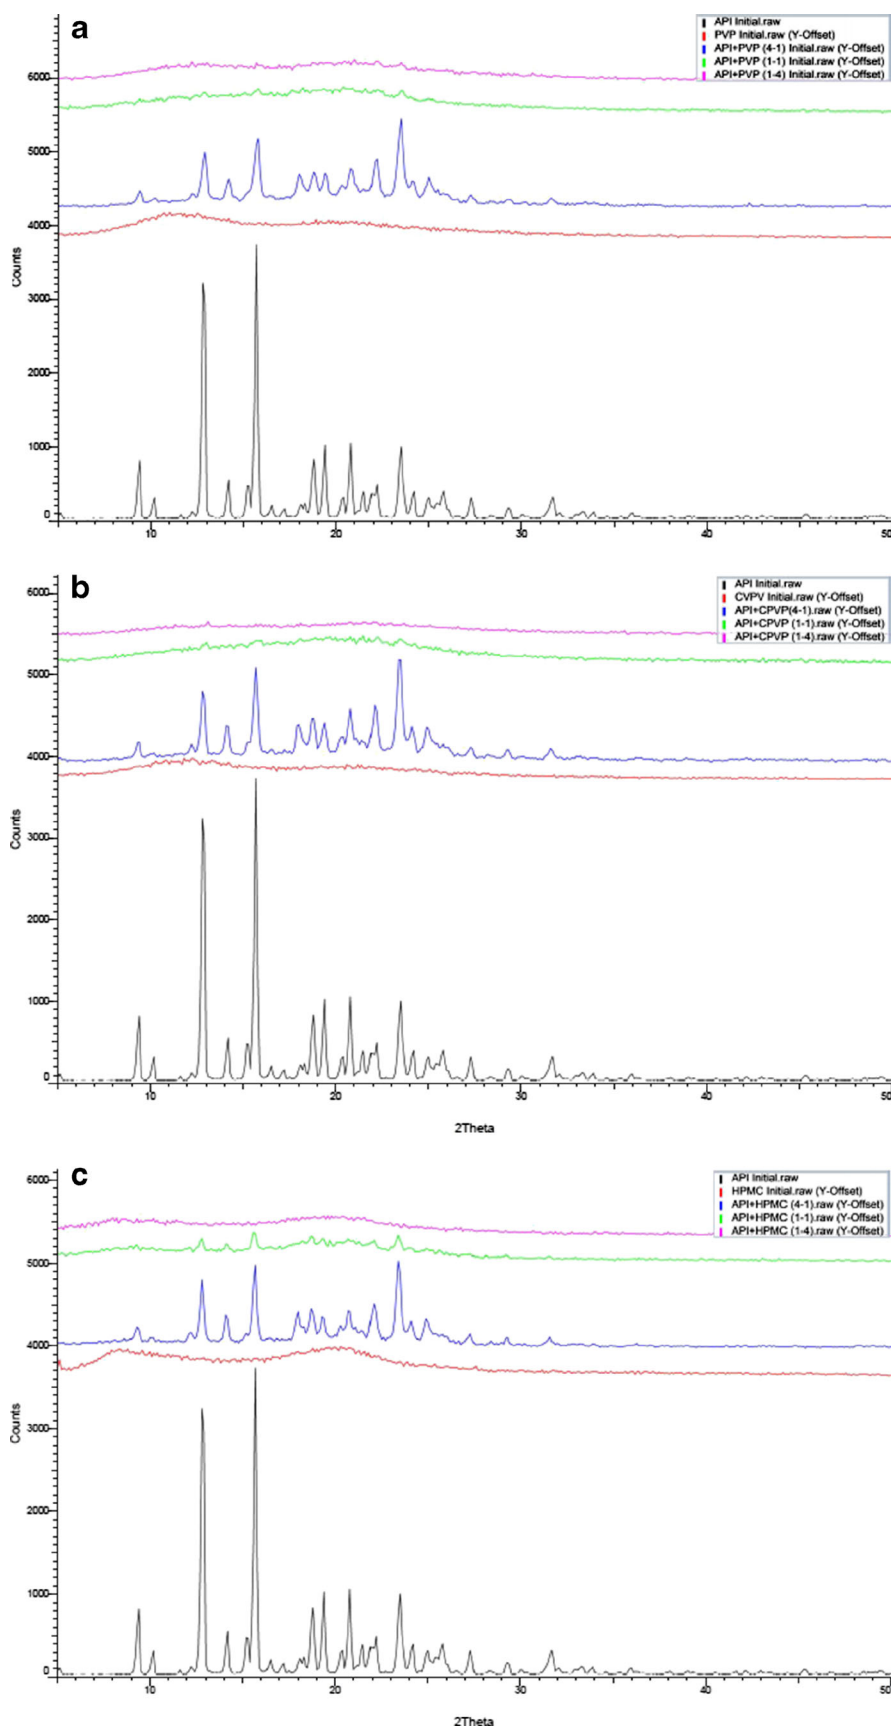 a
API Initial.raw
PVP Initial.raw (Y-Offset)
API+PVP (4-1) Initial.raw (Y-Offset)
API+PVP (1-1) Initial.raw (Y-Offset)
API+PVP (1-4) Initial.raw (Y-Offset)
6000
5000
4000
3000
2000
1000
0
Counts
10
20
30
40
50
b
API Initial.raw
CVPV Initial.raw (Y-Offset)
API+CPVP(4-1).raw (Y-Offset)
API+CPVP (1-1).raw (Y-Offset)
API+CPVP (1-4).raw (Y-Offset)
6000
5000
4000
3000
2000
1000
0
Counts
10
20
30
40
50
2Theta
c
API Initial.raw
HPMC Initial.raw (Y-Offset)
API+HPMC (4-1).raw (Y-Offset)
API+HPMC (1-1).raw (Y-Offset)
API+HPMC (1-4).raw (Y-Offset)
6000
5000
4000
3000
2000
1000
0
Counts
10
20
30
40
50
2Theta